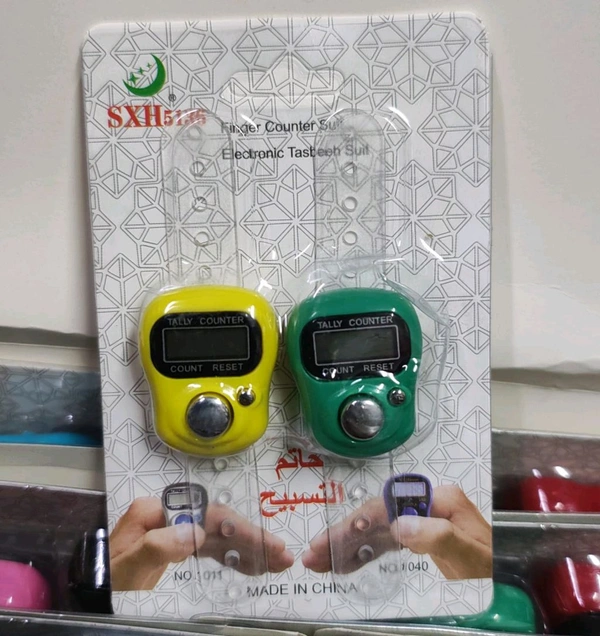 SXH5136®
Finger Counter Suit
Electronic Tasbeeh Suit
TALLY COUNTER
COUNT RESET
TALLY COUNTER
COUNT RESET
خاتم
التسبيح
NO.1011
NO.1040
MADE IN CHINA